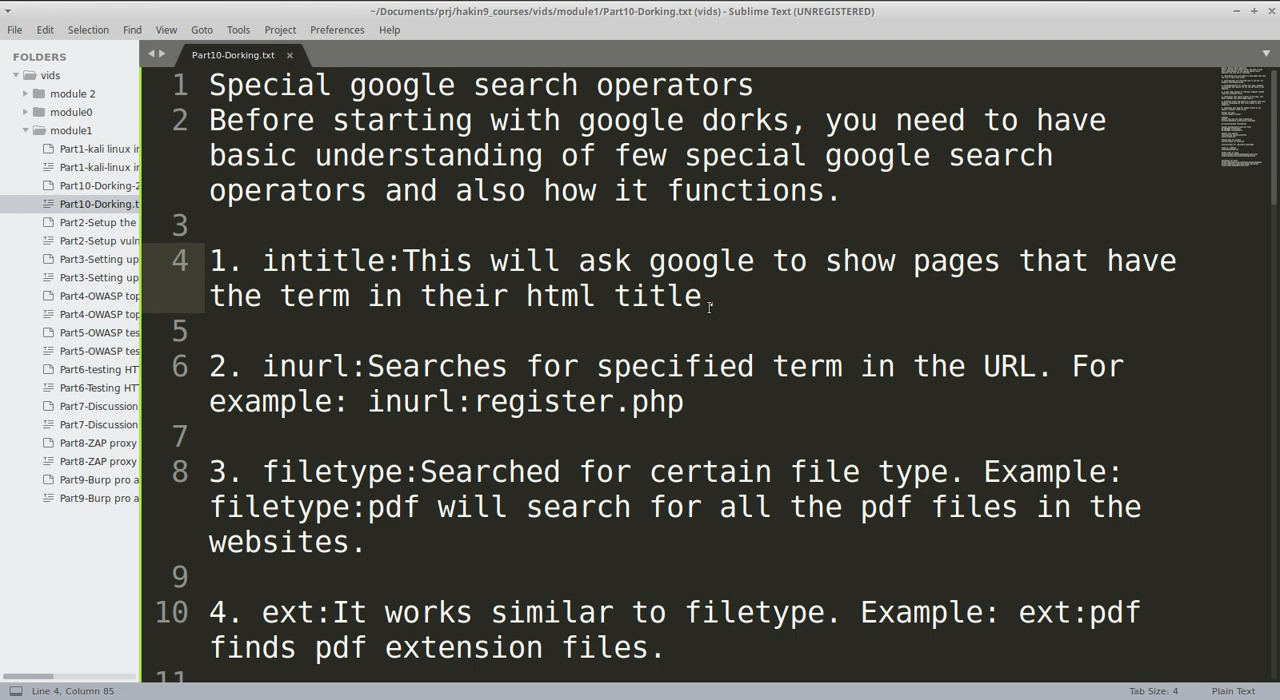 ~/Documents/prj/hakin9_courses/vids/module1/Part10-Dorking.txt (vids) - Sublime Text (UNREGISTERED)
File Edit Selection Find View Goto Tools Project Preferences Help
FOLDERS
vids
module 2
module0
module1
Part1-kali linux in
Part1-kali-linux in
Part10-Dorking-2
Part10-Dorking.t
Part2-Setup the
Part2-Setup vuln
Part3-Setting up
Part3-Setting up
Part4-OWASP top
Part4-OWASP top
Part5-OWASP tes
Part5-OWASP tes
Part6-testing HT
Part6-Testing HT
Part7-Discussion
Part7-Discussion
Part8-ZAP proxy
Part8-ZAP proxy
Part9-Burp pro a
Part9-Burp pro a
Part10-Dorking.txt
1 Special google search operators
2 Before starting with google dorks, you need to have
basic understanding of few special google search
operators and also how it functions.
3
4 1. intitle:This will ask google to show pages that have
the term in their html title.
5
6 2. inurl:Searches for specified term in the URL. For
example: inurl:register.php
7
8 3. filetype:Searched for certain file type. Example:
filetype:pdf will search for all the pdf files in the
websites.
9
10 4. ext:It works similar to filetype. Example: ext:pdf
finds pdf extension files.
11
Line 4, Column 85
Tab Size: 4 Plain Text